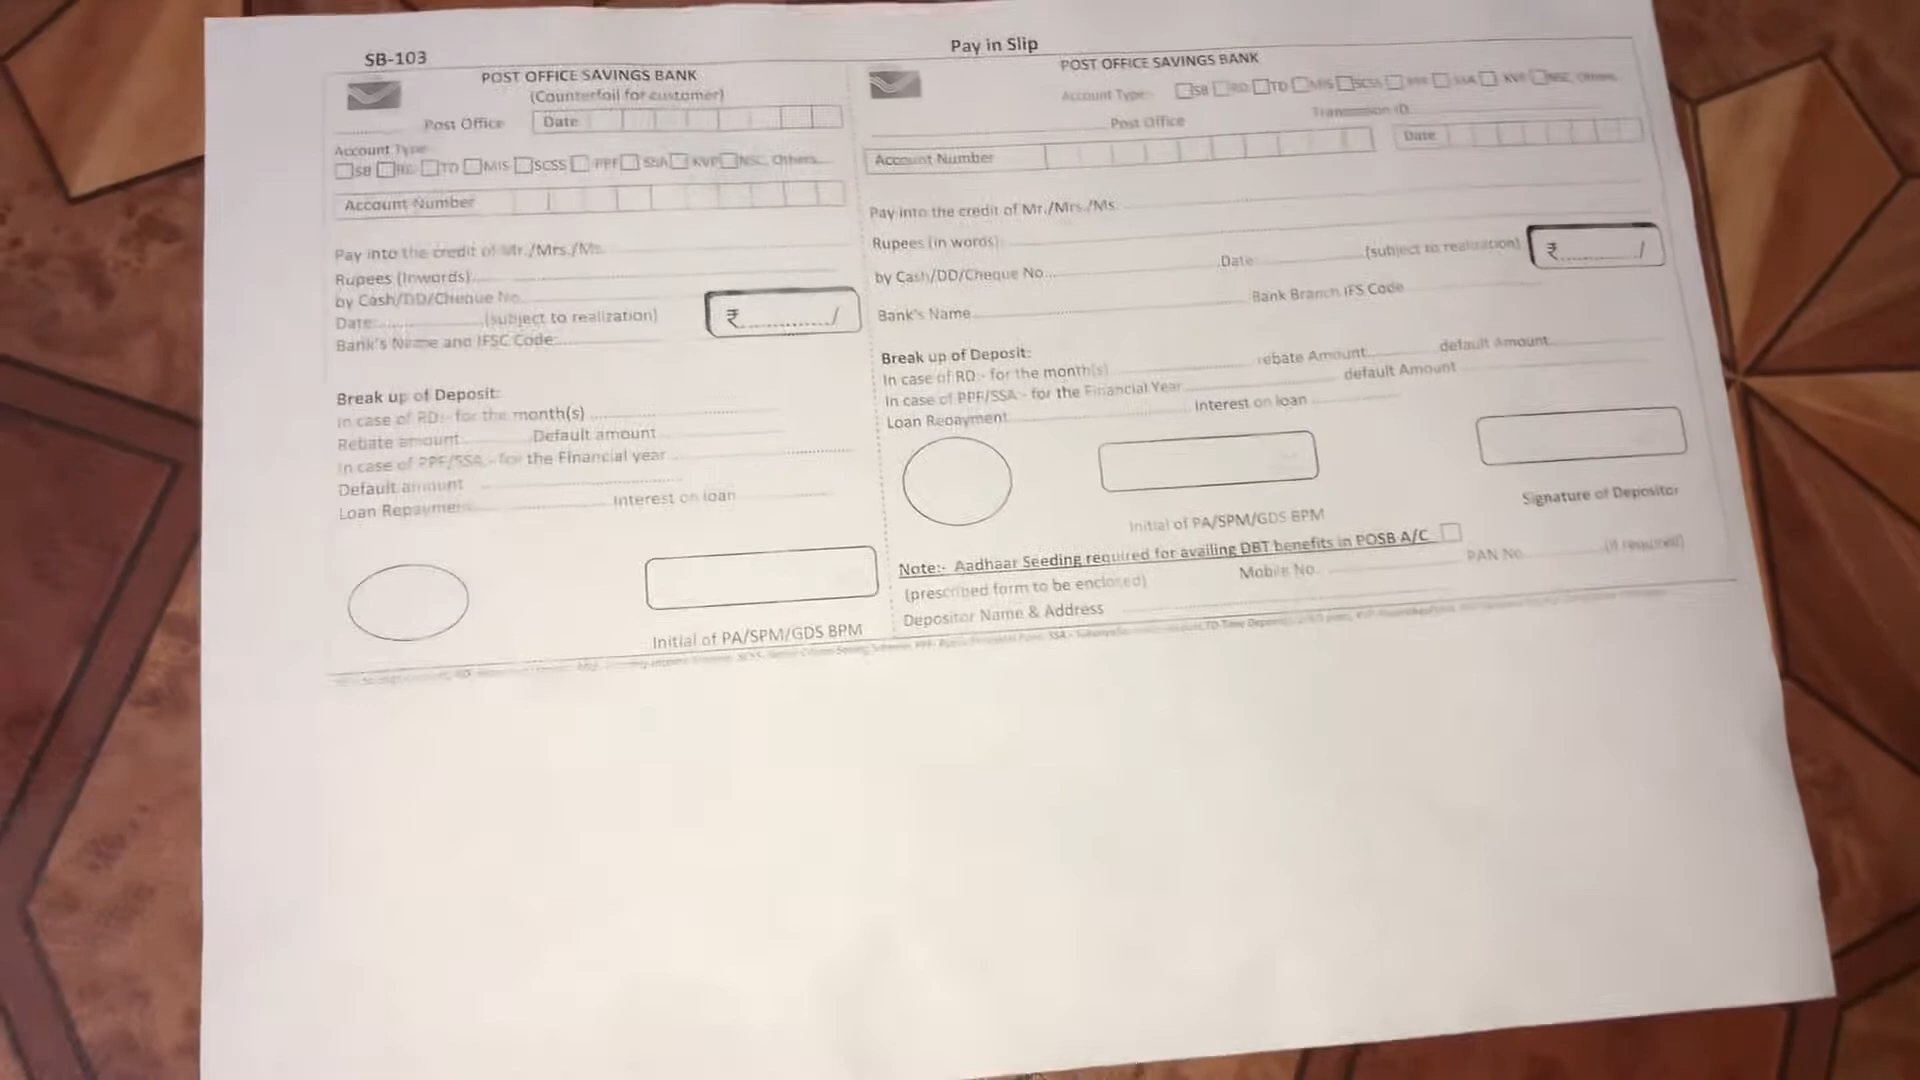 SB-103
Pay in Slip
POST OFFICE SAVINGS BANK
(Counterfoil for customer)
Post Office Date
Account Type
SB RD TD MIS SCSS PPF SSA KVP NSC, Others
Account Number
Pay into the credit of Mr./Mrs./Ms.
Rupees (Inwords)
by Cash/DD/Cheque No.
Date (subject to realization) ₹............/
Bank's Name and IFSC Code:
Break up of Deposit:
In case of RD:- for the month(s)
Rebate amount Default amount
In case of PPF/SSA:- for the Financial year
Default amount
Loan Repayment Interest on loan
Initial of PA/SPM/GDS BPM
POST OFFICE SAVINGS BANK
Account Type:- SB RD TD MIS SCSS PPF SSA KVP NSC, Others
Post Office Transmission ID
Account Number Date
Pay into the credit of Mr./Mrs./Ms.
Rupees (in words)
by Cash/DD/Cheque No. Date (subject to realization) ₹............/
Bank's Name Bank Branch IFS Code
Break up of Deposit:
In case of RD:- for the month(s) rebate Amount default Amount
In case of PPF/SSA:- for the Financial Year default Amount
Loan Repayment Interest on loan
Initial of PA/SPM/GDS BPM Signature of Depositor
Note:- Aadhaar Seeding required for availing DBT benefits in POSB A/C
(prescribed form to be enclosed) Mobile No. PAN No. (if required)
Depositor Name & Address